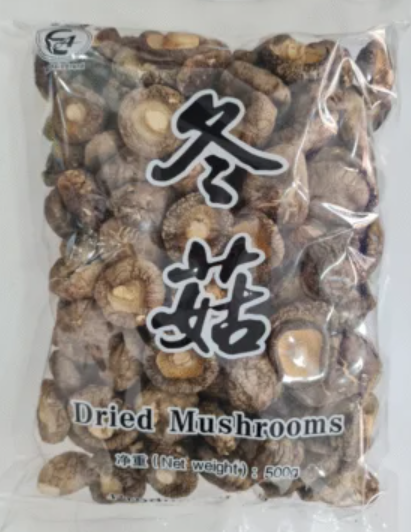 冬
菇
Dried Mushrooms
净重(Net weight): 500g